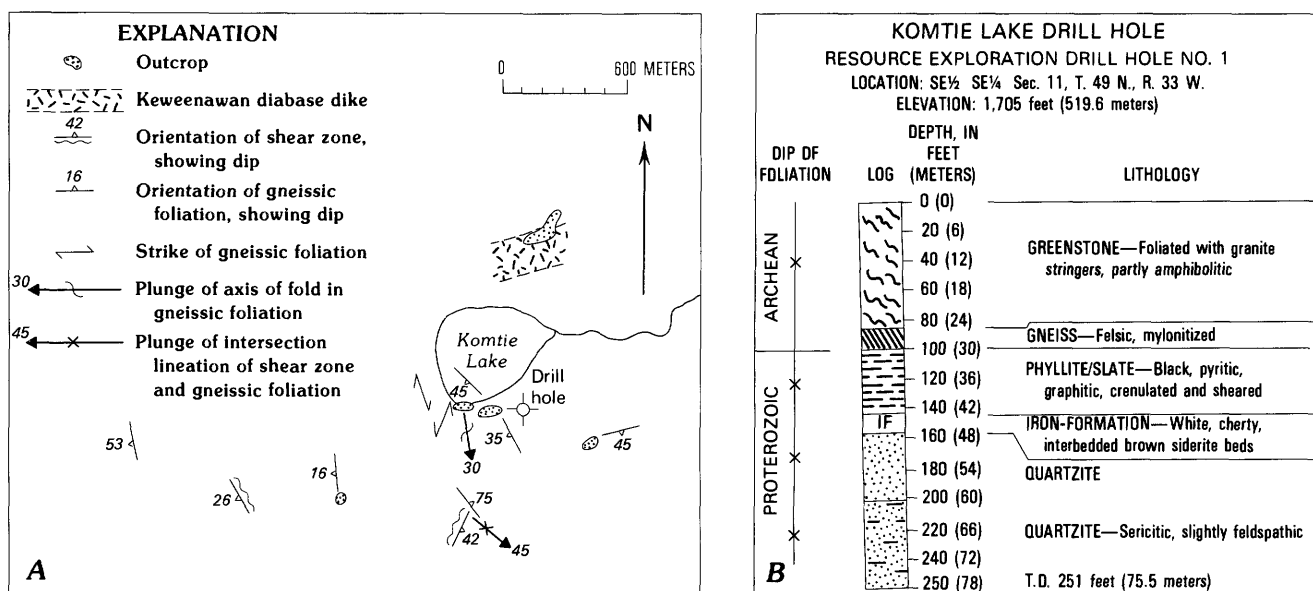 EXPLANATION
Outcrop
Keweenawan diabase dike
42
Orientation of shear zone,
showing dip
16
Orientation of gneissic
foliation, showing dip
Strike of gneissic foliation
30
Plunge of axis of fold in
gneissic foliation
45
Plunge of intersection
lineation of shear zone
and gneissic foliation
0 600 METERS
N
Komtie
Lake
Drill
hole
45
53
35
45
30
16
26
75
42
45
A
KOMTIE LAKE DRILL HOLE
RESOURCE EXPLORATION DRILL HOLE NO. 1
LOCATION: SE½ SE¼ Sec. 11, T. 49 N., R. 33 W.
ELEVATION: 1,705 feet (519.6 meters)
DIP OF
FOLIATION
LOG
DEPTH, IN
FEET
(METERS)
LITHOLOGY
ARCHEAN
PROTEROZOIC
0 (0)
20 (6)
40 (12)
60 (18)
80 (24)
100 (30)
120 (36)
140 (42)
IF
160 (48)
180 (54)
200 (60)
220 (66)
240 (72)
250 (78)
GREENSTONE—Foliated with granite
stringers, partly amphibolitic
GNEISS—Felsic, mylonitized
PHYLLITE/SLATE—Black, pyritic,
graphitic, crenulated and sheared
IRON-FORMATION—White, cherty,
interbedded brown siderite beds
QUARTZITE
QUARTZITE—Sericitic, slightly feldspathic
T.D. 251 feet (75.5 meters)
B